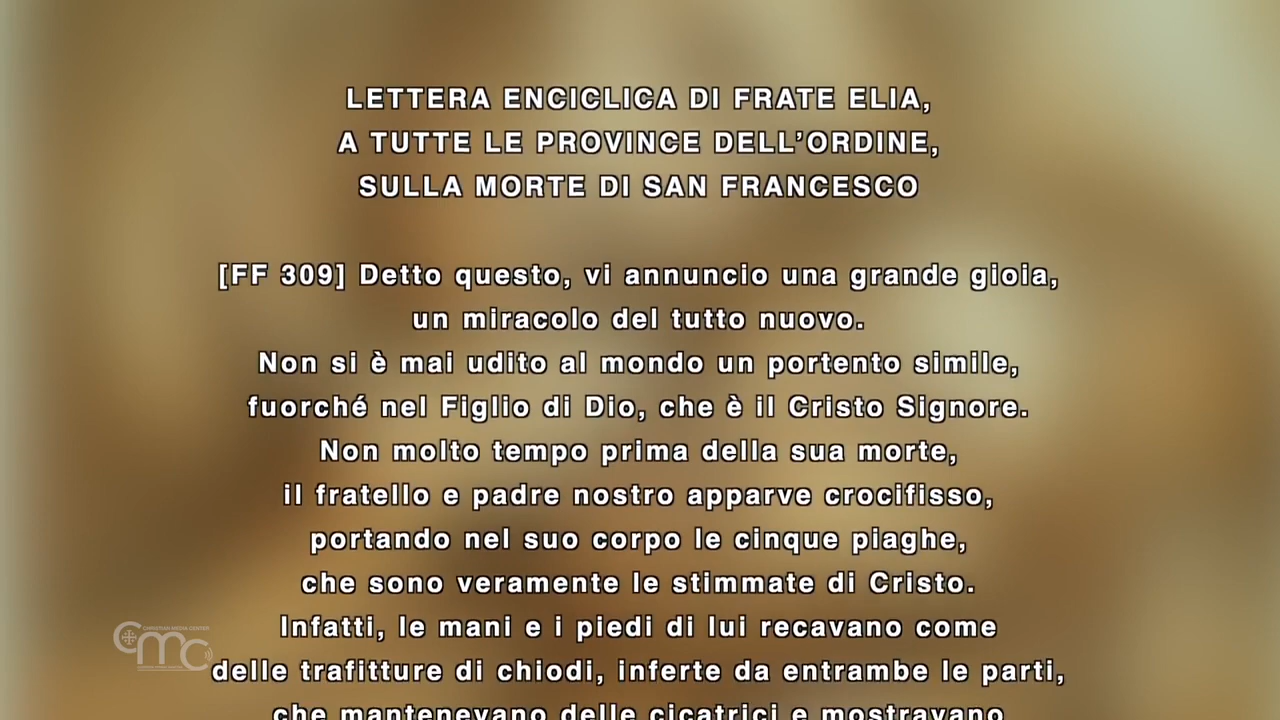 LETTERA ENCICLICA DI FRATE ELIA,
A TUTTE LE PROVINCE DELL'ORDINE,
SULLA MORTE DI SAN FRANCESCO
[FF 309] Detto questo, vi annuncio una grande gioia,
un miracolo del tutto nuovo.
Non si è mai udito al mondo un portento simile,
fuorché nel Figlio di Dio, che è il Cristo Signore.
Non molto tempo prima della sua morte,
il fratello e padre nostro apparve crocifisso,
portando nel suo corpo le cinque piaghe,
che sono veramente le stimmate di Cristo.
Infatti, le mani e i piedi di lui recavano come
delle trafitture di chiodi, inferte da entrambe le parti,
che mantenevano delle cicatrici e mostravano
CHRISTIAN MEDIA CENTER
CMC